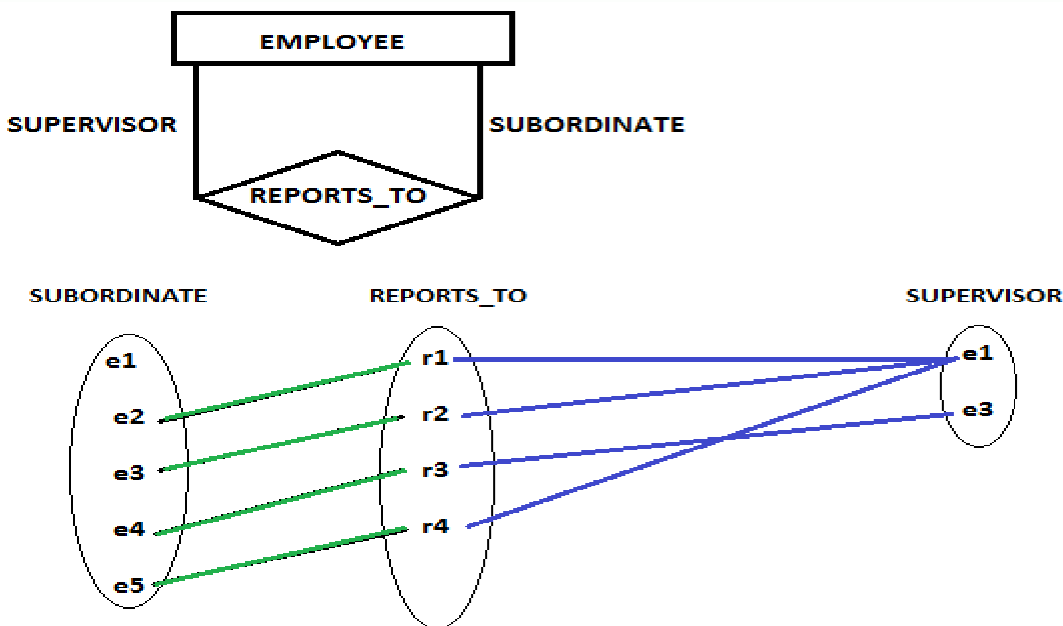 EMPLOYEE
SUPERVISOR
SUBORDINATE
REPORTS_TO
SUBORDINATE
REPORTS_TO
SUPERVISOR
e1
r1
e1
e2
r2
e3
e3
r3
e4
r4
e5